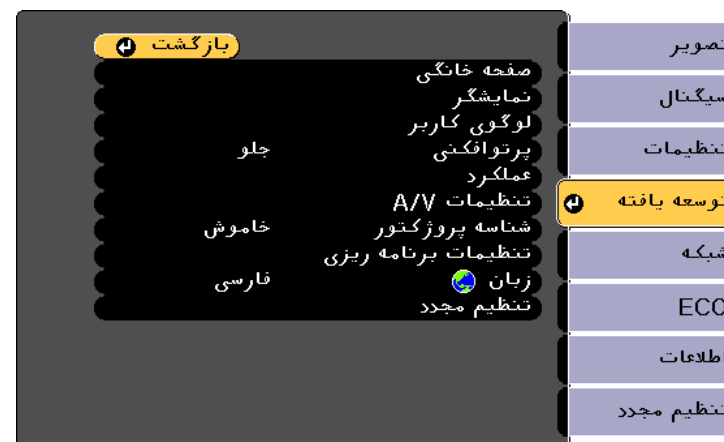 تصویر
سیگنال
تنظیمات
توسعه یافته
شبکه
ECO
اطلاعات
تنظیم مجدد
بازگشت
صفحه خانگی
نمایشگر
لوگوی کاربر
پرتوافکنی جلو
عملکرد
تنظیمات A/V
شناسه پروژکتور خاموش
تنظیمات برنامه ریزی
زبان فارسی
تنظیم مجدد